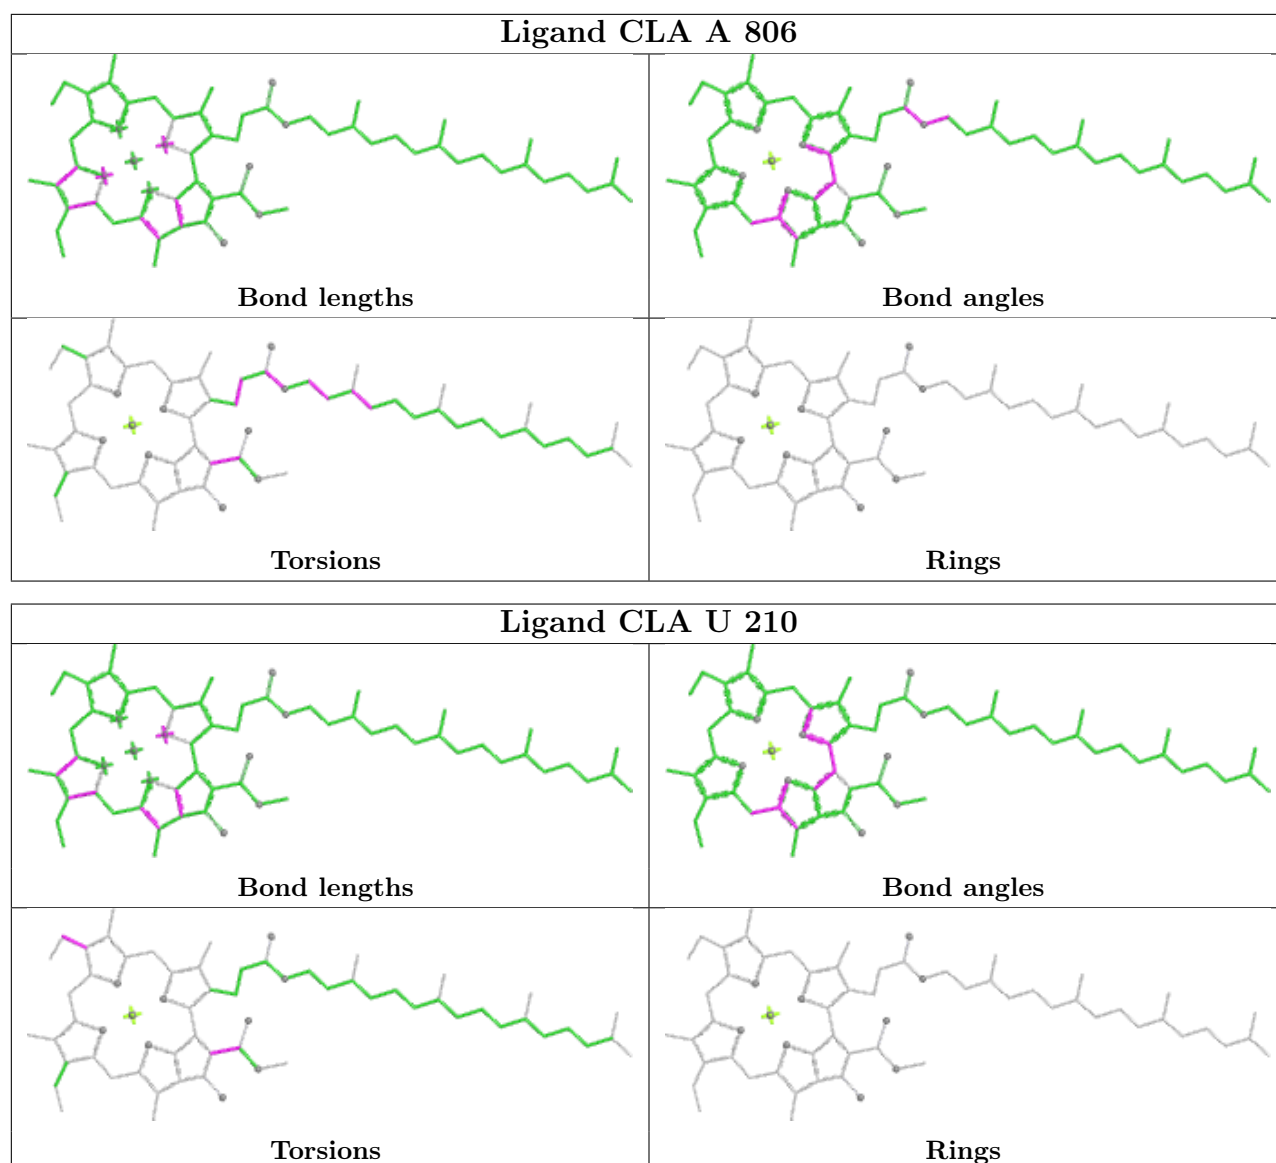 Ligand CLA A 806
Bond lengths
Bond angles
Torsions
Rings
Ligand CLA U 210
Bond lengths
Bond angles
Torsions
Rings